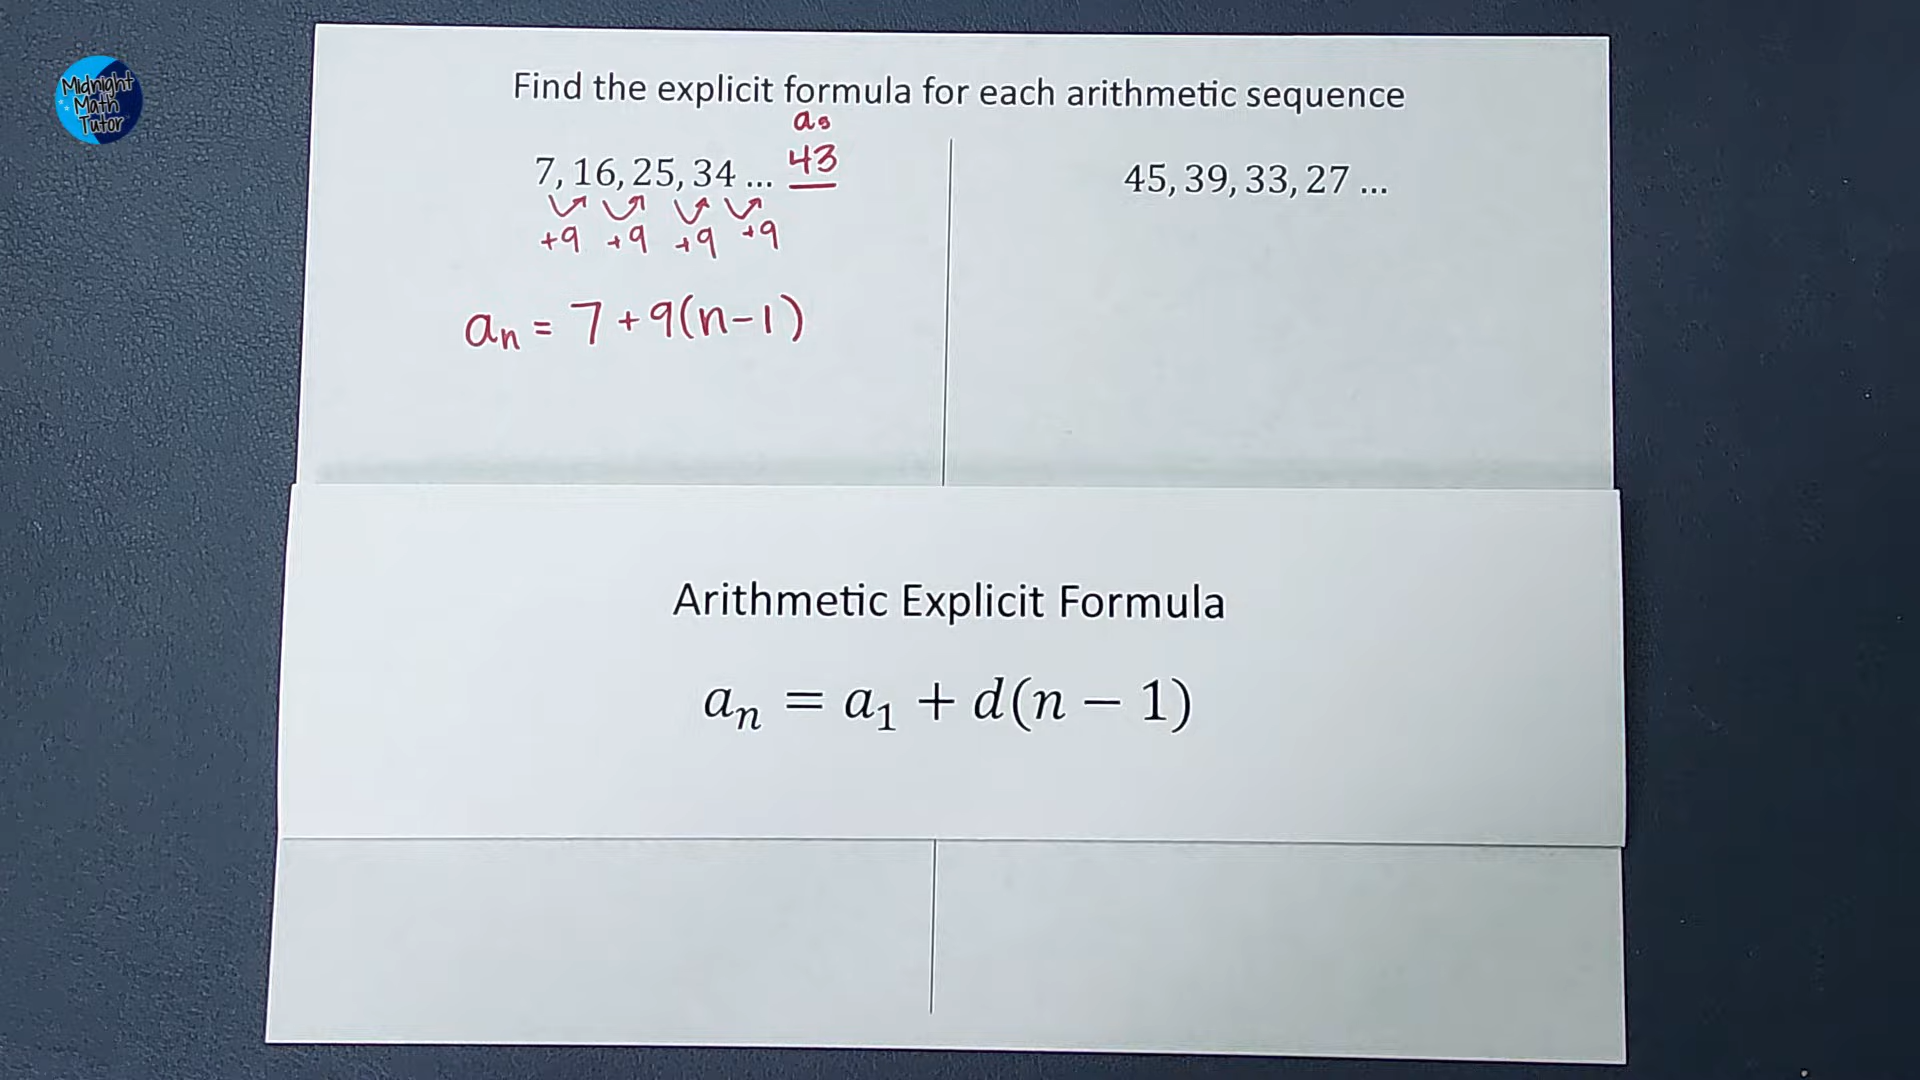 Midnight
Math
Tutor
Find the explicit formula for each arithmetic sequence
a₅
7, 16, 25, 34 ... 43
+9 +9 +9 +9
aₙ = 7 + 9(n-1)
45, 39, 33, 27 ...
Arithmetic Explicit Formula
aₙ = a₁ + d(n − 1)